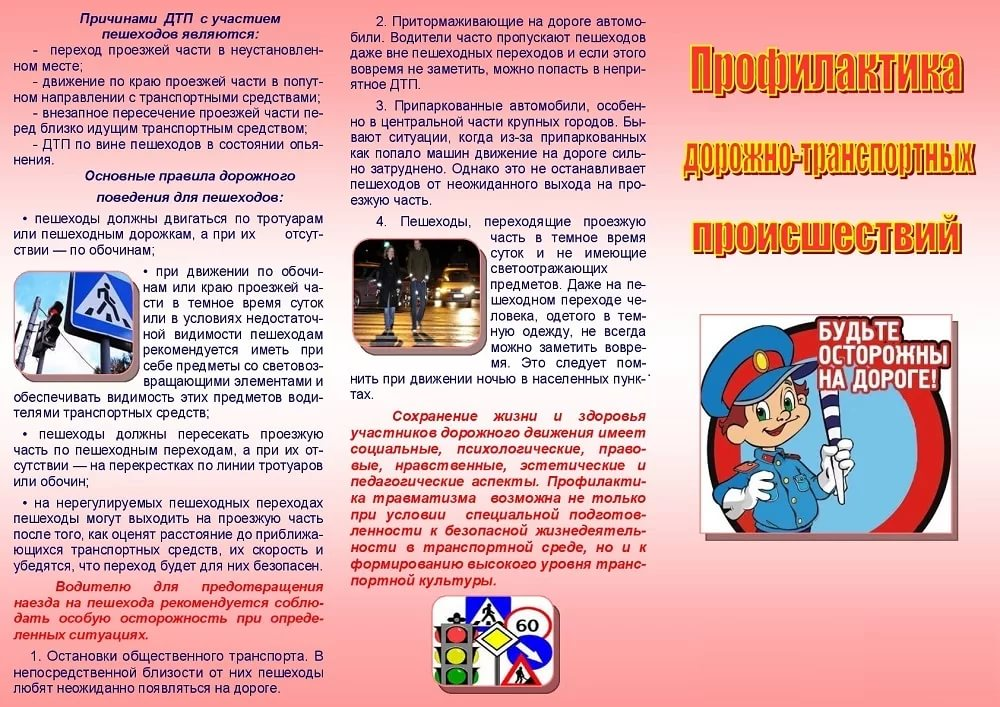 Причинами ДТП с участием
пешеходов являются:
- переход проезжей части в неустановлен-
ном месте;
- движение по краю проезжей части в попут-
ном направлении с транспортными средствами;
- внезапное пересечение проезжей части пе-
ред близко идущим транспортным средством;
- ДТП по вине пешеходов в состоянии опья-
нения.
Основные правила дорожного
поведения для пешеходов:
• пешеходы должны двигаться по тротуарам
или пешеходным дорожкам, а при их отсут-
ствии — по обочинам;
• при движении по обочи-
нам или краю проезжей ча-
сти в темное время суток
или в условиях недостаточ-
ной видимости пешеходам
рекомендуется иметь при
себе предметы со световоз-
вращающими элементами и
обеспечивать видимость этих предметов води-
телями транспортных средств;
• пешеходы должны пересекать проезжую
часть по пешеходным переходам, а при их от-
сутствии — на перекрестках по линии тротуаров
или обочин;
• на нерегулируемых пешеходных переходах
пешеходы могут выходить на проезжую часть
после того, как оценят расстояние до приближа-
ющихся транспортных средств, их скорость и
убедятся, что переход будет для них безопасен.
Водителю для предотвращения
наезда на пешехода рекомендуется соблю-
дать особую осторожность при опреде-
ленных ситуациях.
1. Остановки общественного транспорта. В
непосредственной близости от них пешеходы
любят неожиданно появляться на дороге.
2. Притормаживающие на дороге автомо-
били. Водители часто пропускают пешеходов
даже вне пешеходных переходов и если этого
вовремя не заметить, можно попасть в непри-
ятное ДТП.
3. Припаркованные автомобили, особен-
но в центральной части крупных городов. Бы-
вают ситуации, когда из-за припаркованных
как попало машин движение на дороге силь-
но затруднено. Однако это не останавливает
пешеходов от неожиданного выхода на про-
езжую часть.
4. Пешеходы, переходящие проезжую
часть в темное время
суток и не имеющие
светоотражающих
предметов. Даже на пе-
шеходном переходе че-
ловека, одетого в тем-
ную одежду, не всегда
можно заметить вовре-
мя. Это следует пом-
нить при движении ночью в населенных пунк-
тах.
Сохранение жизни и здоровья
участников дорожного движения имеет
социальные, психологические, право-
вые, нравственные, эстетические и
педагогические аспекты. Профилакти-
ка травматизма возможна не только
при условии специальной подготов-
ленности к безопасной жизнедеятель-
ности в транспортной среде, но и к
формированию высокого уровня транс-
портной культуры.
60
Профилактика
дорожно-транспортных
происшествий
БУДЬТЕ
ОСТОРОЖНЫ
НА ДОРОГЕ!